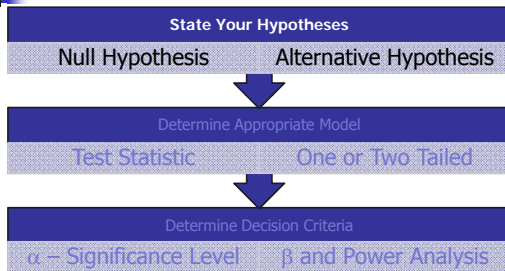 State Your Hypotheses
Null Hypothesis Alternative Hypothesis
Determine Appropriate Model
Test Statistic One or Two Tailed
Determine Decision Criteria
α – Significance Level β and Power Analysis